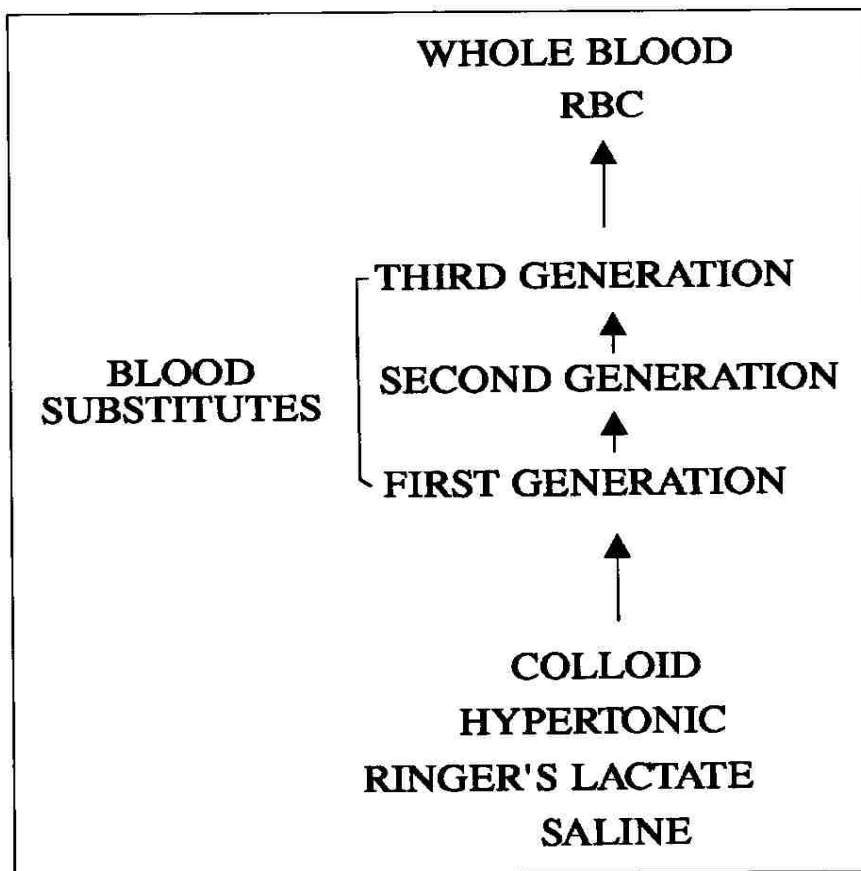 WHOLE BLOOD
RBC
THIRD GENERATION
BLOOD
SUBSTITUTES
SECOND GENERATION
FIRST GENERATION
COLLOID
HYPERTONIC
RINGER'S LACTATE
SALINE